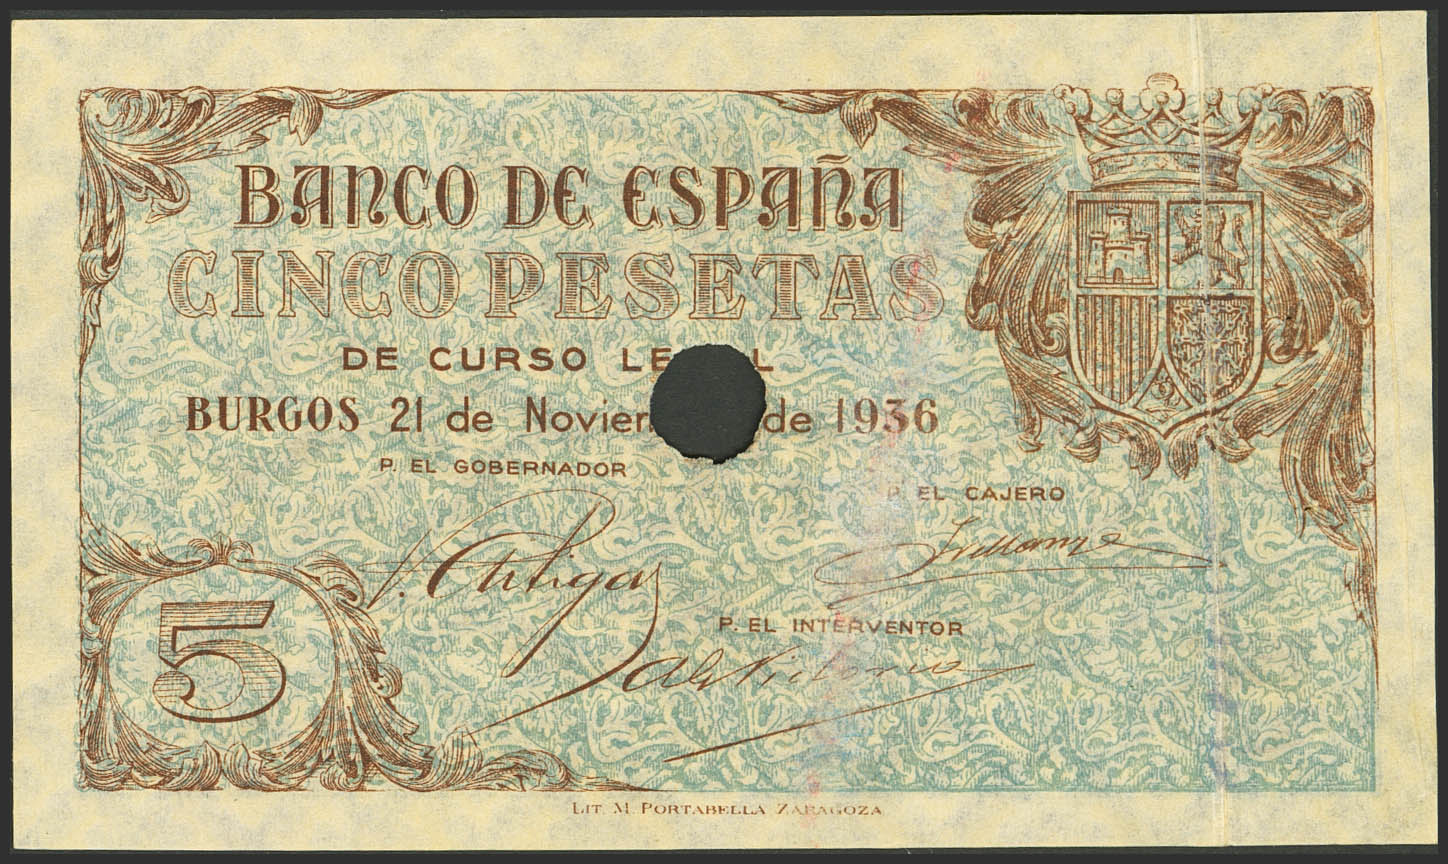 BANCO DE ESPAÑA
CINCO PESETAS
DE CURSO LE L
BURGOS 21 de Novie de 1936
P. EL GOBERNADOR
P. EL CAJERO
P. EL INTERVENTOR
5
LIT. M. PORTABELLA ZARAGOZA